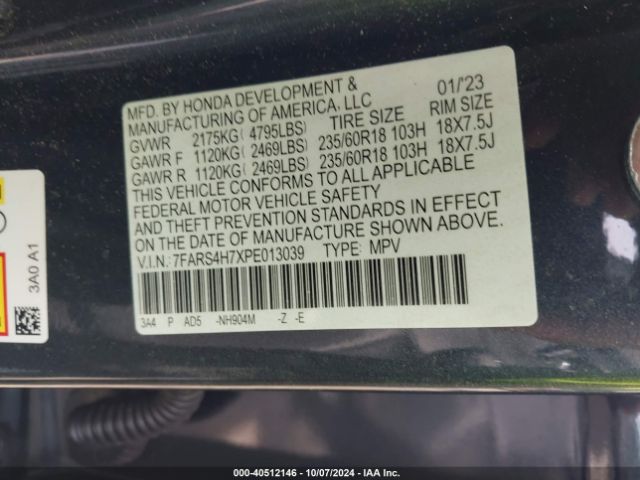 MFD. BY HONDA DEVELOPMENT & 01/'23
MANUFACTURING OF AMERICA, LLC
TIRE SIZE RIM SIZE
GVWR 2175KG( 4795LBS)
GAWR F 1120KG( 2469LBS) 235/60R18 103H 18X7.5J
GAWR R 1120KG( 2469LBS) 235/60R18 103H 18X7.5J
THIS VEHICLE CONFORMS TO ALL APPLICABLE
FEDERAL MOTOR VEHICLE SAFETY
AND THEFT PREVENTION STANDARDS IN EFFECT
ON THE DATE OF MANUFACTURE SHOWN ABOVE.
V.I.N.: 7FARS4H7XPE013039 TYPE: MPV
3A4 P AD5 -NH904M -Z -E
3A0 A1
000-40512146 - 10/07/2024 - IAA Inc.